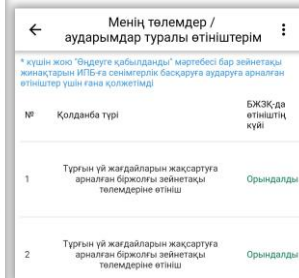 Менің төлемдер /
аударымдар туралы өтініштерім
* күшін жою "Өңдеуге қабылданды" мәртебесі бар зейнетақы
жинақтарын ИПБ-ға сенімгерлік басқаруға аударуға арналған
өтініштер үшін ғана қолжетімді
№ Қолданба түрі БЖЗҚ-да
өтініштің
күйі
1 Тұрғын үй жағдайларын жақсартуға
арналған біржолғы зейнетақы
төлемдеріне өтініш Орындалды
2 Тұрғын үй жағдайларын жақсартуға
арналған біржолғы зейнетақы
төлемдеріне өтініш Орындалды